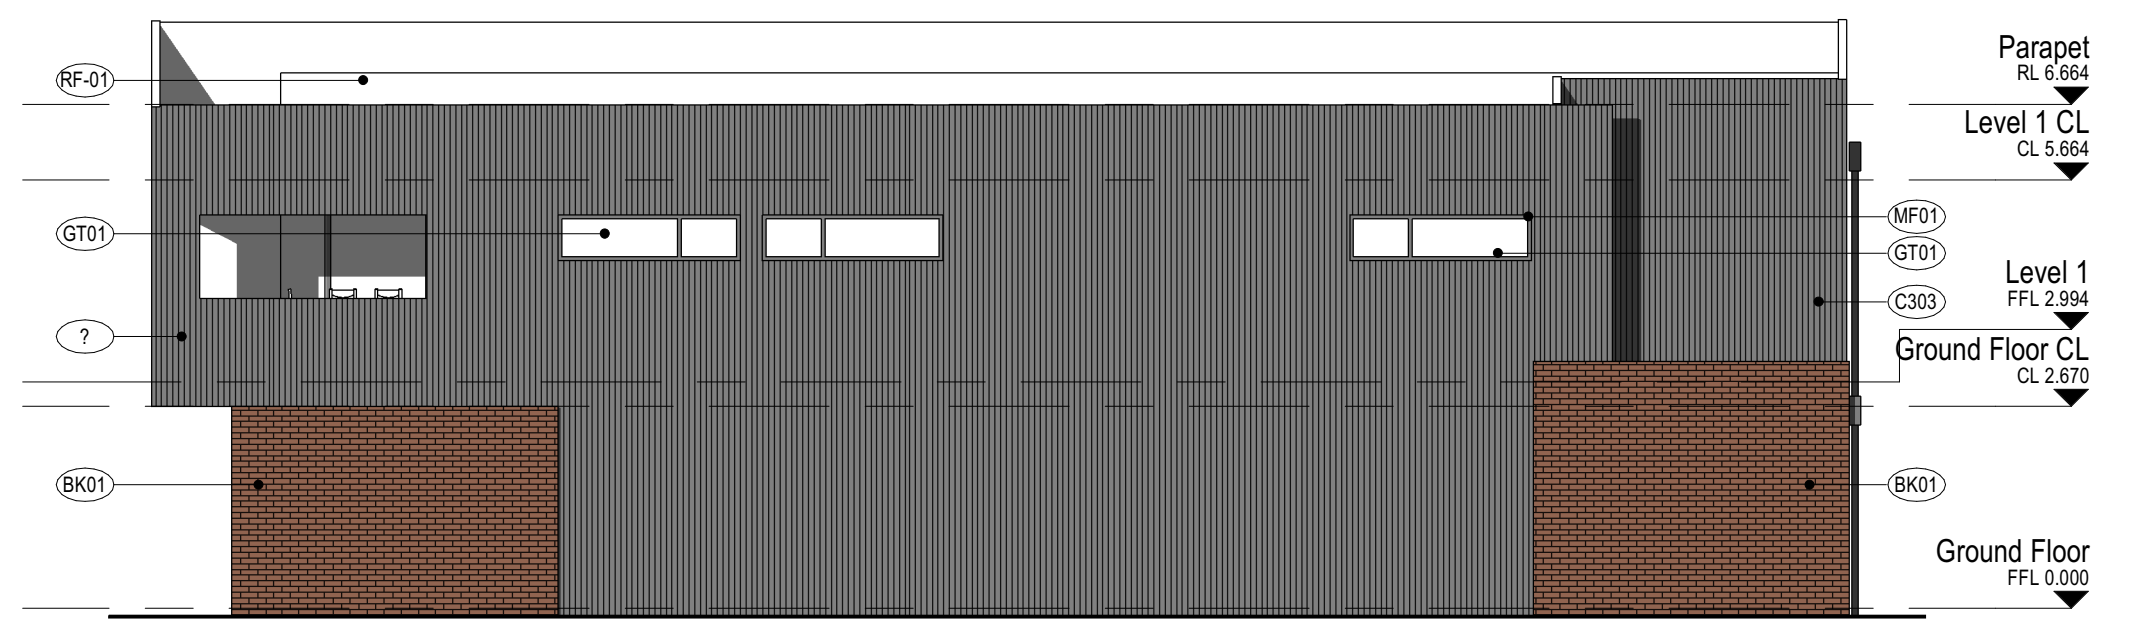 Parapet
RL 6.664
RF-01
Level 1 CL
CL 5.664
MF01
GT01
GT01
Level 1
FFL 2.994
C303
?
Ground Floor CL
CL 2.670
BK01
BK01
Ground Floor
FFL 0.000